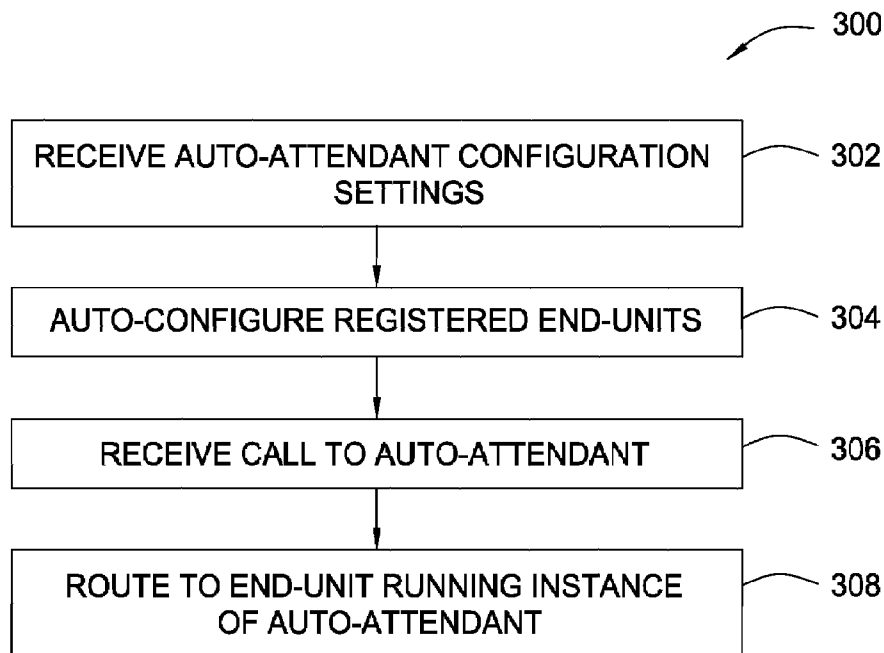 300
RECEIVE AUTO-ATTENDANT CONFIGURATION
SETTINGS
302
AUTO-CONFIGURE REGISTERED END-UNITS
304
RECEIVE CALL TO AUTO-ATTENDANT
306
ROUTE TO END-UNIT RUNNING INSTANCE
OF AUTO-ATTENDANT
308